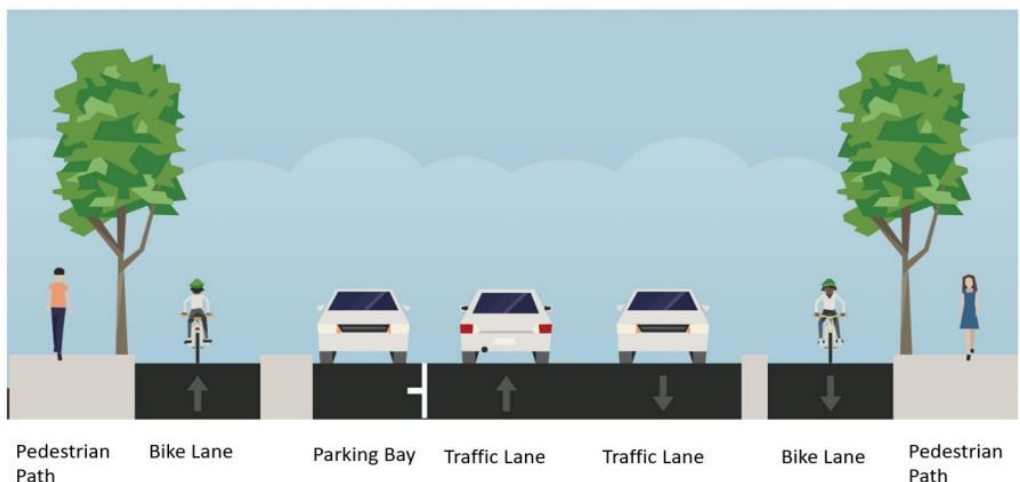 Pedestrian
Path
Bike Lane
Parking Bay
Traffic Lane
Traffic Lane
Bike Lane
Pedestrian
Path